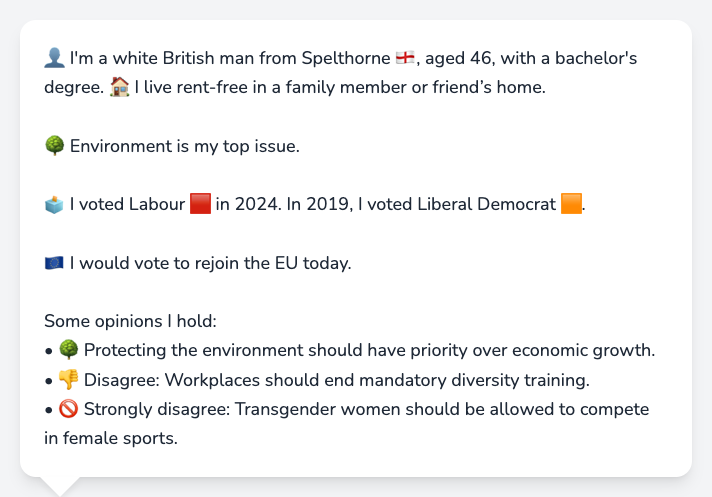 👤 I'm a white British man from Spelthorne 🏴󠁧󠁢󠁥󠁮󠁧󠁿, aged 46, with a bachelor's
degree. 🏠 I live rent-free in a family member or friend’s home.
🌳 Environment is my top issue.
🗳️ I voted Labour 🟥 in 2024. In 2019, I voted Liberal Democrat 🟧.
🇪🇺 I would vote to rejoin the EU today.
Some opinions I hold:
• 🌳 Protecting the environment should have priority over economic growth.
• 👎 Disagree: Workplaces should end mandatory diversity training.
• 🚫 Strongly disagree: Transgender women should be allowed to compete
in female sports.